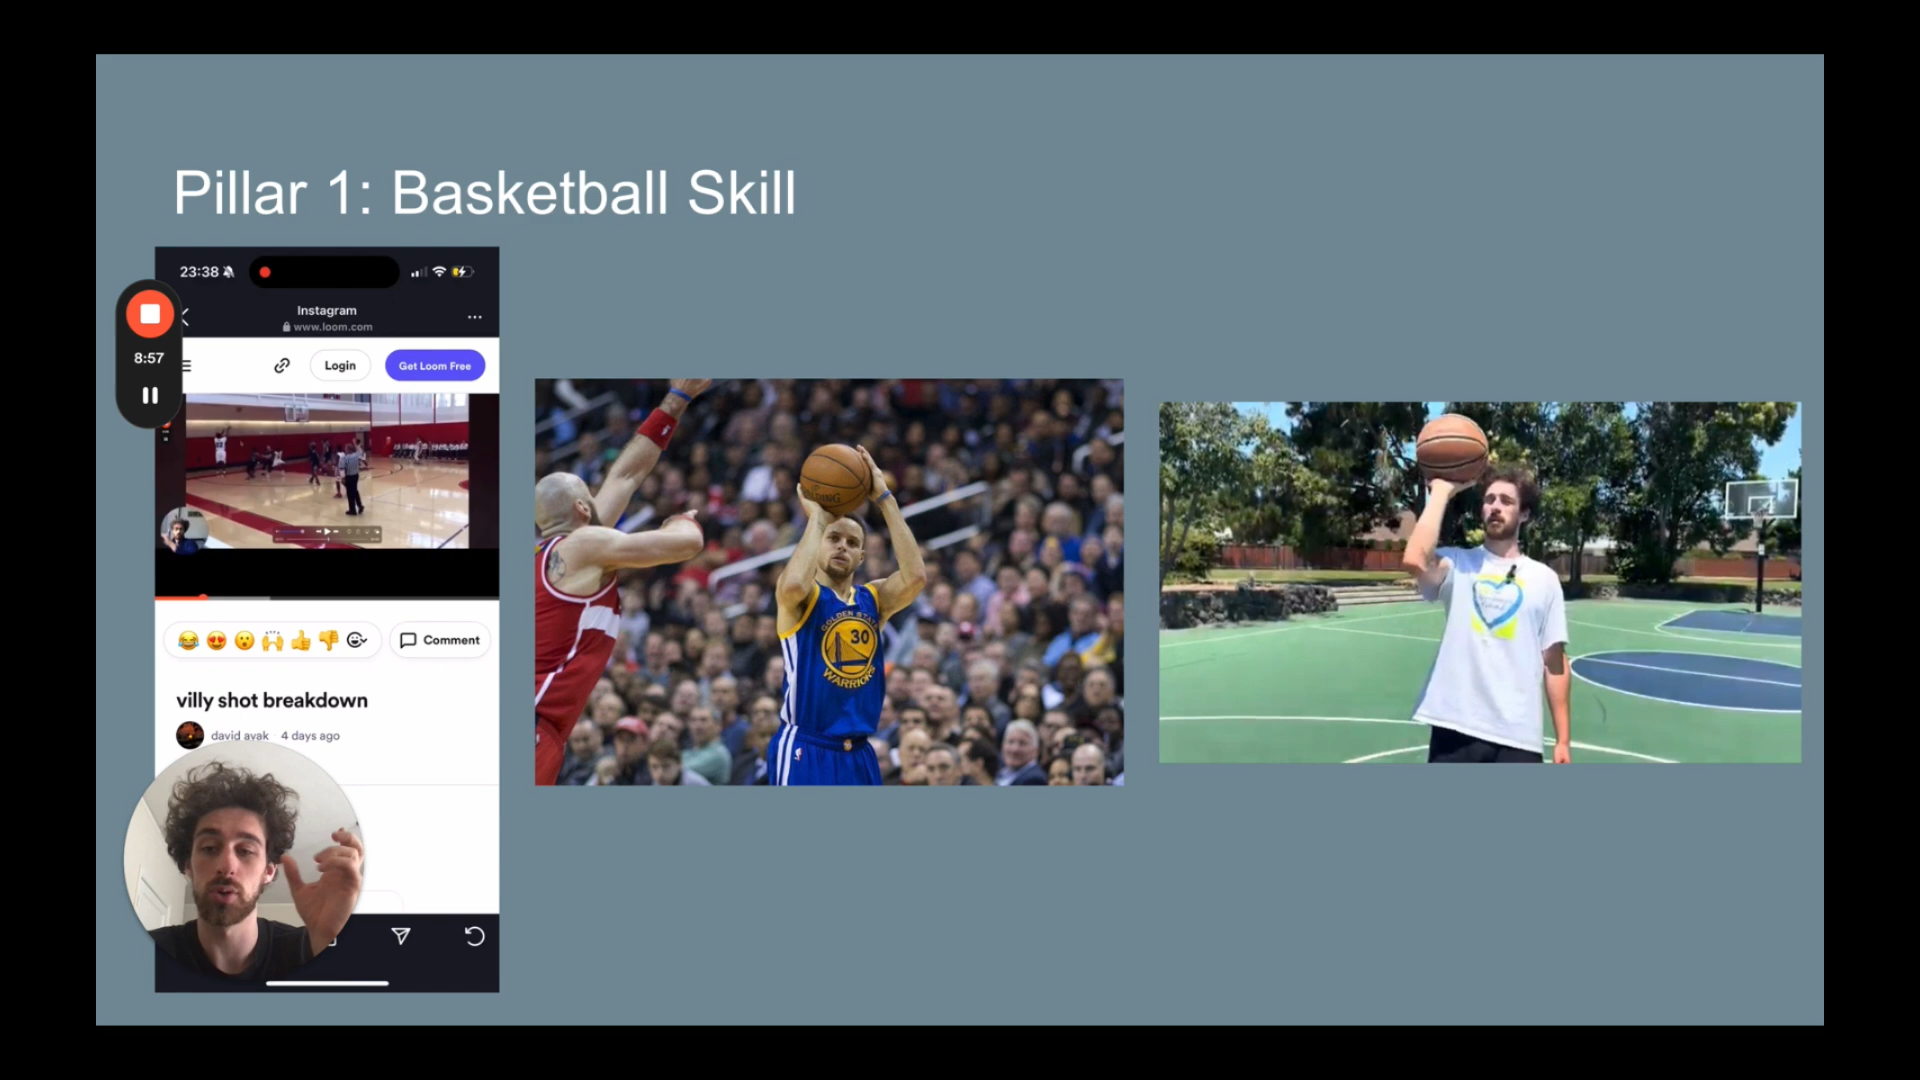 Pillar 1: Basketball Skill
23:38
Instagram
www.loom.com
8:57
Login
Get Loom Free
Comment
villy shot breakdown
david avak · 4 days ago
SPALDING
GOLDEN STATE
30
WARRIORS